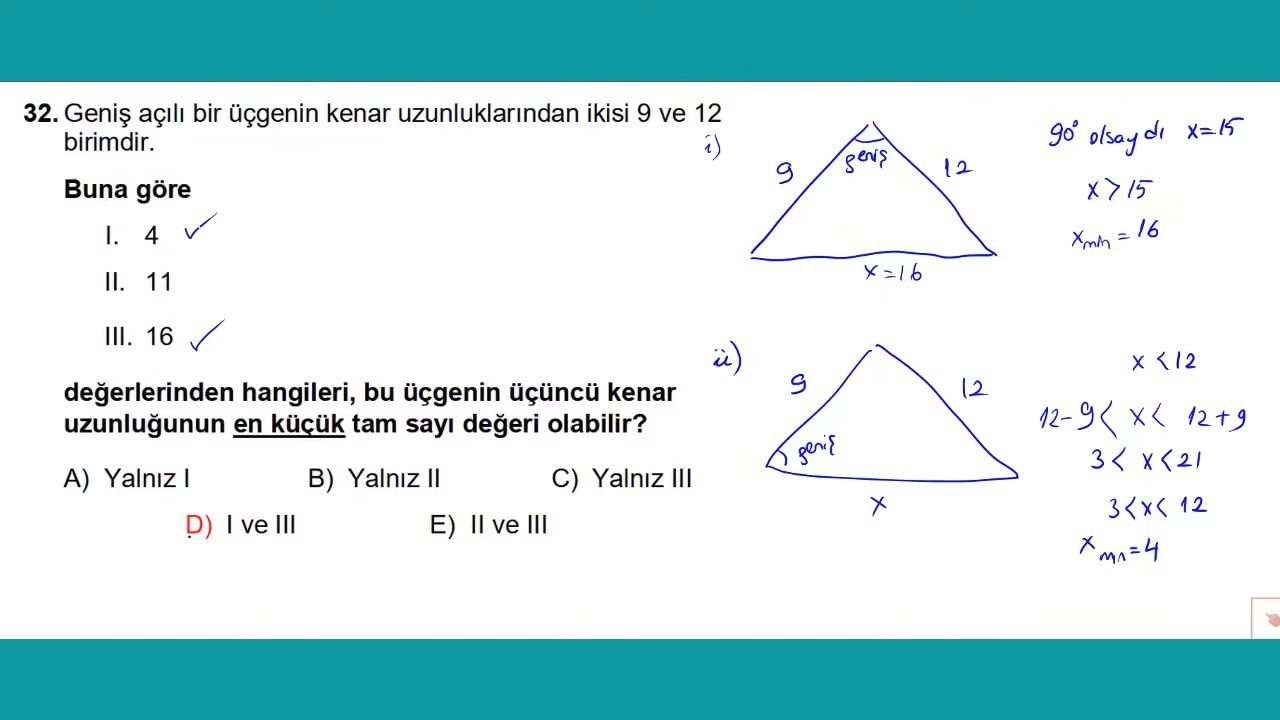 32. Geniş açılı bir üçgenin kenar uzunluklarından ikisi 9 ve 12
birimdir.
Buna göre
I. 4
II. 11
III. 16
değerlerinden hangileri, bu üçgenin üçüncü kenar
uzunluğunun en küçük tam sayı değeri olabilir?
A) Yalnız I B) Yalnız II C) Yalnız III
D) I ve III E) II ve III
i)
9
geniş
12
x=16
90° olsaydı x=15
x>15
xmin=16
ii)
9
12
geniş
x
x<12
12-9< x< 12+9
3< x<21
3<x<12
xmin=4